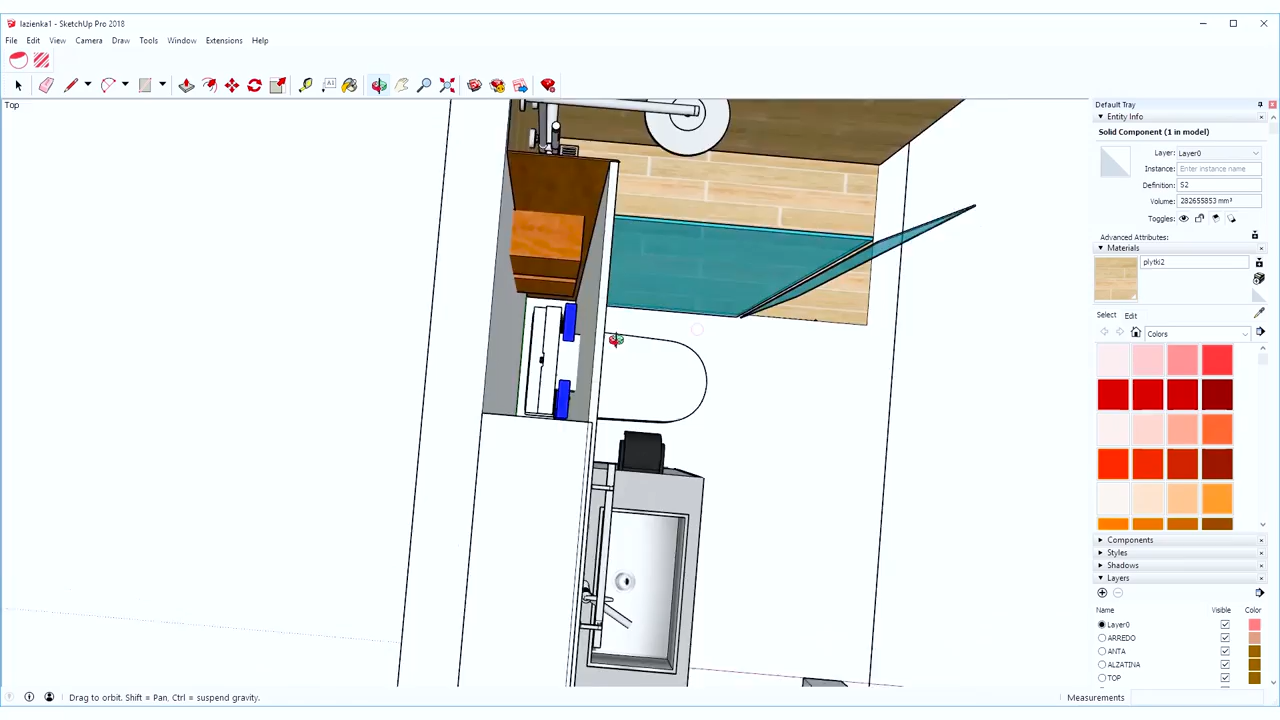 lazienka1 - SketchUp Pro 2018
File Edit View Camera Draw Tools Window Extensions Help
A1
Top
Default Tray
Entity Info
Solid Component (1 in model)
Layer: Layer0
Instance: Enter instance name
Definition: S2
Volume: 282655853 mm³
Toggles:
Advanced Attributes:
Materials
plytki2
Select Edit
Colors
Components
Styles
Shadows
Layers
Name Visible Color
Layer0
ARREDO
ANTA
ALZATINA
TOP
Drag to orbit. Shift = Pan, Ctrl = suspend gravity.
Measurements